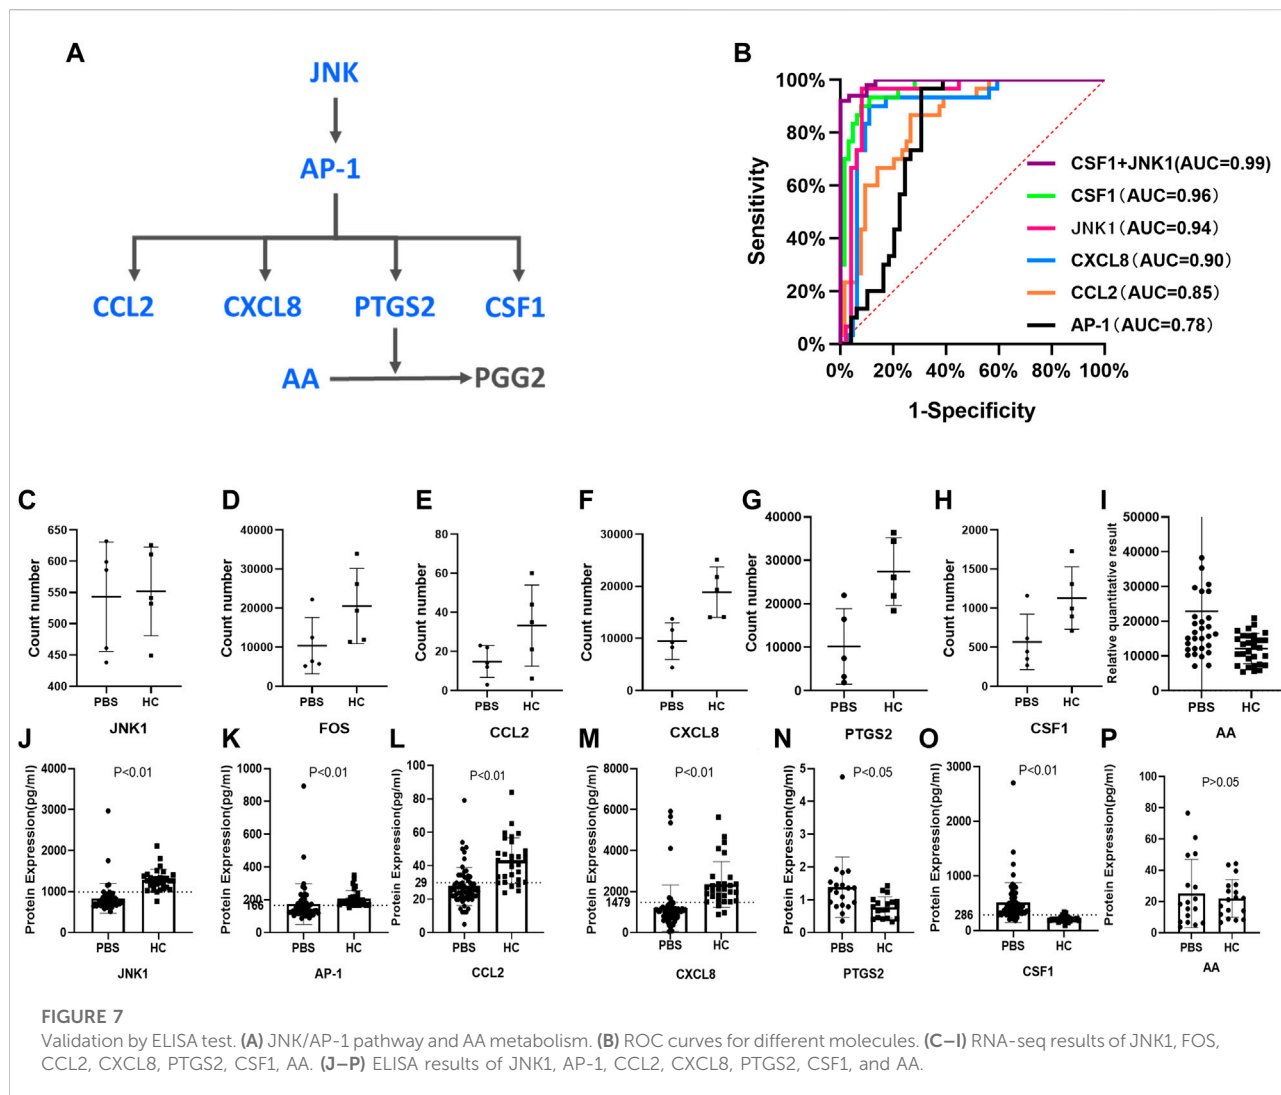 A
JNK
AP-1
CCL2 CXCL8 PTGS2 CSF1
AA PGG2
B
Sensitivity
100%
80%
60%
40%
20%
0%
0% 20% 40% 60% 80% 100%
1-Specificity
CSF1+JNK1(AUC=0.99)
CSF1（AUC=0.96）
JNK1（AUC=0.94）
CXCL8（AUC=0.90）
CCL2（AUC=0.85）
AP-1（AUC=0.78）
C
Count number
650
600
550
500
450
400
PBS HC
JNK1
D
Count number
40000
30000
20000
10000
0
PBS HC
FOS
E
Count number
80
60
40
20
0
PBS HC
CCL2
F
Count number
30000
20000
10000
0
PBS HC
CXCL8
G
Count number
40000
30000
20000
10000
0
PBS HC
PTGS2
H
Count number
2000
1500
1000
500
0
PBS HC
CSF1
I
Relative quantitative result
50000
40000
30000
20000
10000
0
PBS HC
AA
J
Protein Expression(pg/ml)
P<0.01
4000
3000
2000
1000
0
PBS HC
JNK1
K
Protein Expression(pg/ml)
P<0.01
1000
800
600
400
200
166
0
PBS HC
AP-1
L
Protein Expression(pg/ml)
P<0.01
100
80
60
40
29
20
0
PBS HC
CCL2
M
Protein Expression(pg/ml)
P<0.01
8000
6000
4000
2000
1479
0
PBS HC
CXCL8
N
Protein Expression(ng/ml)
P<0.05
5
4
3
2
1
0
PBS HC
PTGS2
O
Protein Expression(pg/ml)
P<0.01
3000
2000
1000
286
0
PBS HC
CSF1
P
Protein Expression(pg/ml)
P>0.05
100
80
60
40
20
0
PBS HC
AA
FIGURE 7
Validation by ELISA test. (A) JNK/AP-1 pathway and AA metabolism. (B) ROC curves for different molecules. (C–I) RNA-seq results of JNK1, FOS,
CCL2, CXCL8, PTGS2, CSF1, AA. (J–P) ELISA results of JNK1, AP-1, CCL2, CXCL8, PTGS2, CSF1, and AA.